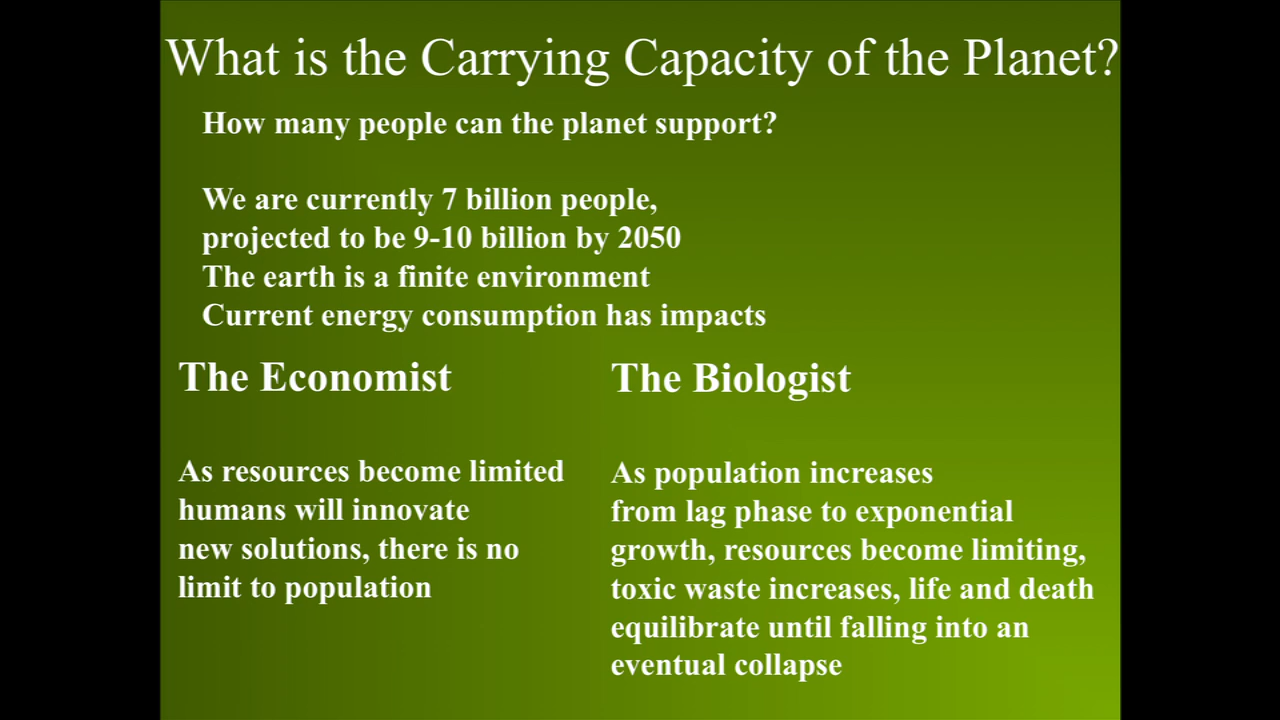 What is the Carrying Capacity of the Planet?
How many people can the planet support?
We are currently 7 billion people,
projected to be 9-10 billion by 2050
The earth is a finite environment
Current energy consumption has impacts
The Economist
As resources become limited
humans will innovate
new solutions, there is no
limit to population
The Biologist
As population increases
from lag phase to exponential
growth, resources become limiting,
toxic waste increases, life and death
equilibrate until falling into an
eventual collapse